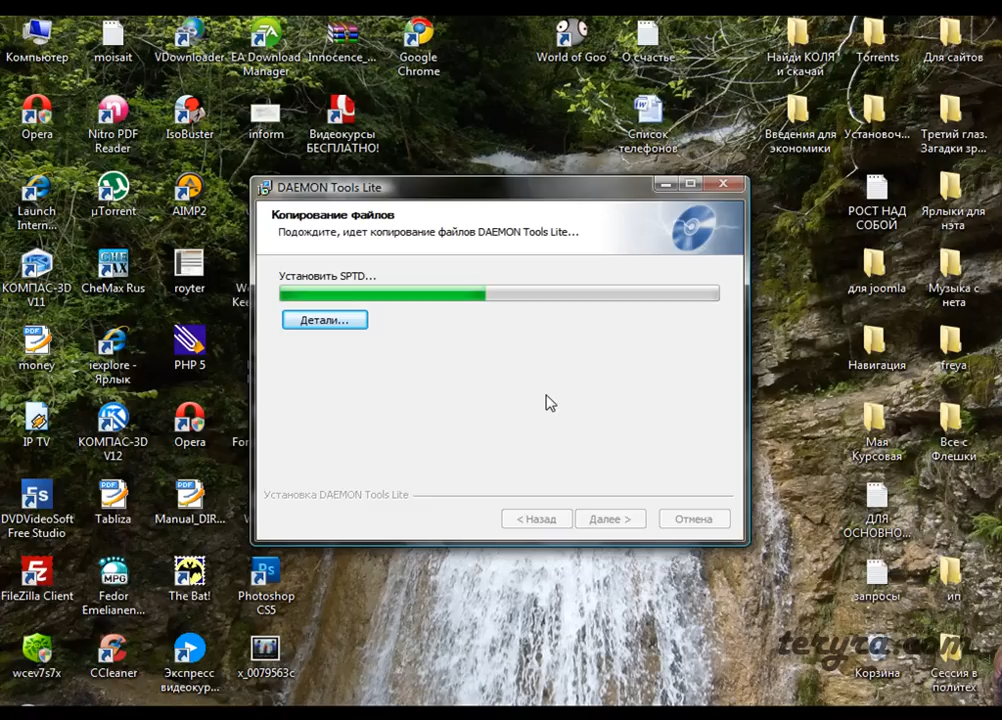 Компьютер
moisait
VDownloader
EA Download
Manager
Innocence_...
Google
Chrome
World of Goo
О счастье
Найди КОЛЯ
и скачай
Torrents
Для сайтов
Opera
Nitro PDF
Reader
IsoBuster
inform
Видеокурсы
БЕСПЛАТНО!
Список
телефонов
Введения для
экономики
Установоч...
Третий глаз.
Загадки зр...
Launch
Intern...
µTorrent
AIMP2
РОСТ НАД
СОБОЙ
Ярлыки для
нэта
DAEMON Tools Lite
Копирование файлов
Подождите, идет копирование файлов DAEMON Tools Lite...
Установить SPTD...
Детали...
Установка DAEMON Tools Lite
< Назад
Далее >
Отмена
КОМПАС-3D
V11
CheMax Rus
royter
для joomla
Музыка с
нета
money
iexplore -
Ярлык
PHP 5
Навигация
freya
IP TV
КОМПАС-3D
V12
Opera
Мая
Курсовая
Все с
Флешки
DVDVideoSoft
Free Studio
Tabliza
Manual_DIR...
ДЛЯ
ОСНОВНО...
FileZilla Client
Fedor
Emelianen...
The Bat!
Photoshop
CS5
запросы
ип
wcev7s7x
CCleaner
Экспресс
видеокур...
x_0079563c
Корзина
Сессия в
политех
teryra.com